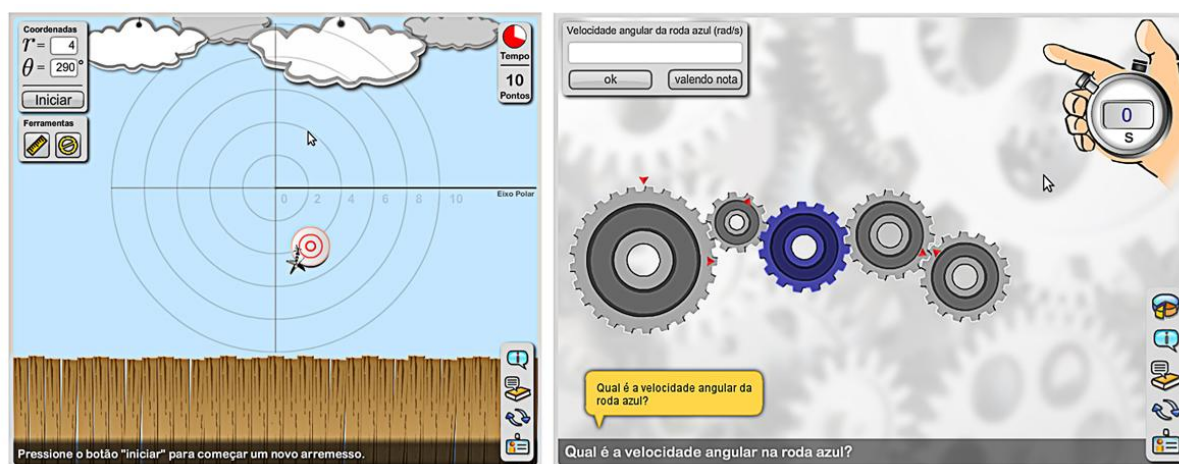 Coordenadas
r = 4
θ = 290°
Iniciar
Ferramentas
Tempo
10
Pontos
0 2 4 6 8 10
Eixo Polar
Pressione o botão "iniciar" para começar um novo arremesso.
Velocidade angular da roda azul (rad/s)
ok valendo nota
0
S
Qual é a velocidade angular da
roda azul?
Qual é a velocidade angular na roda azul?